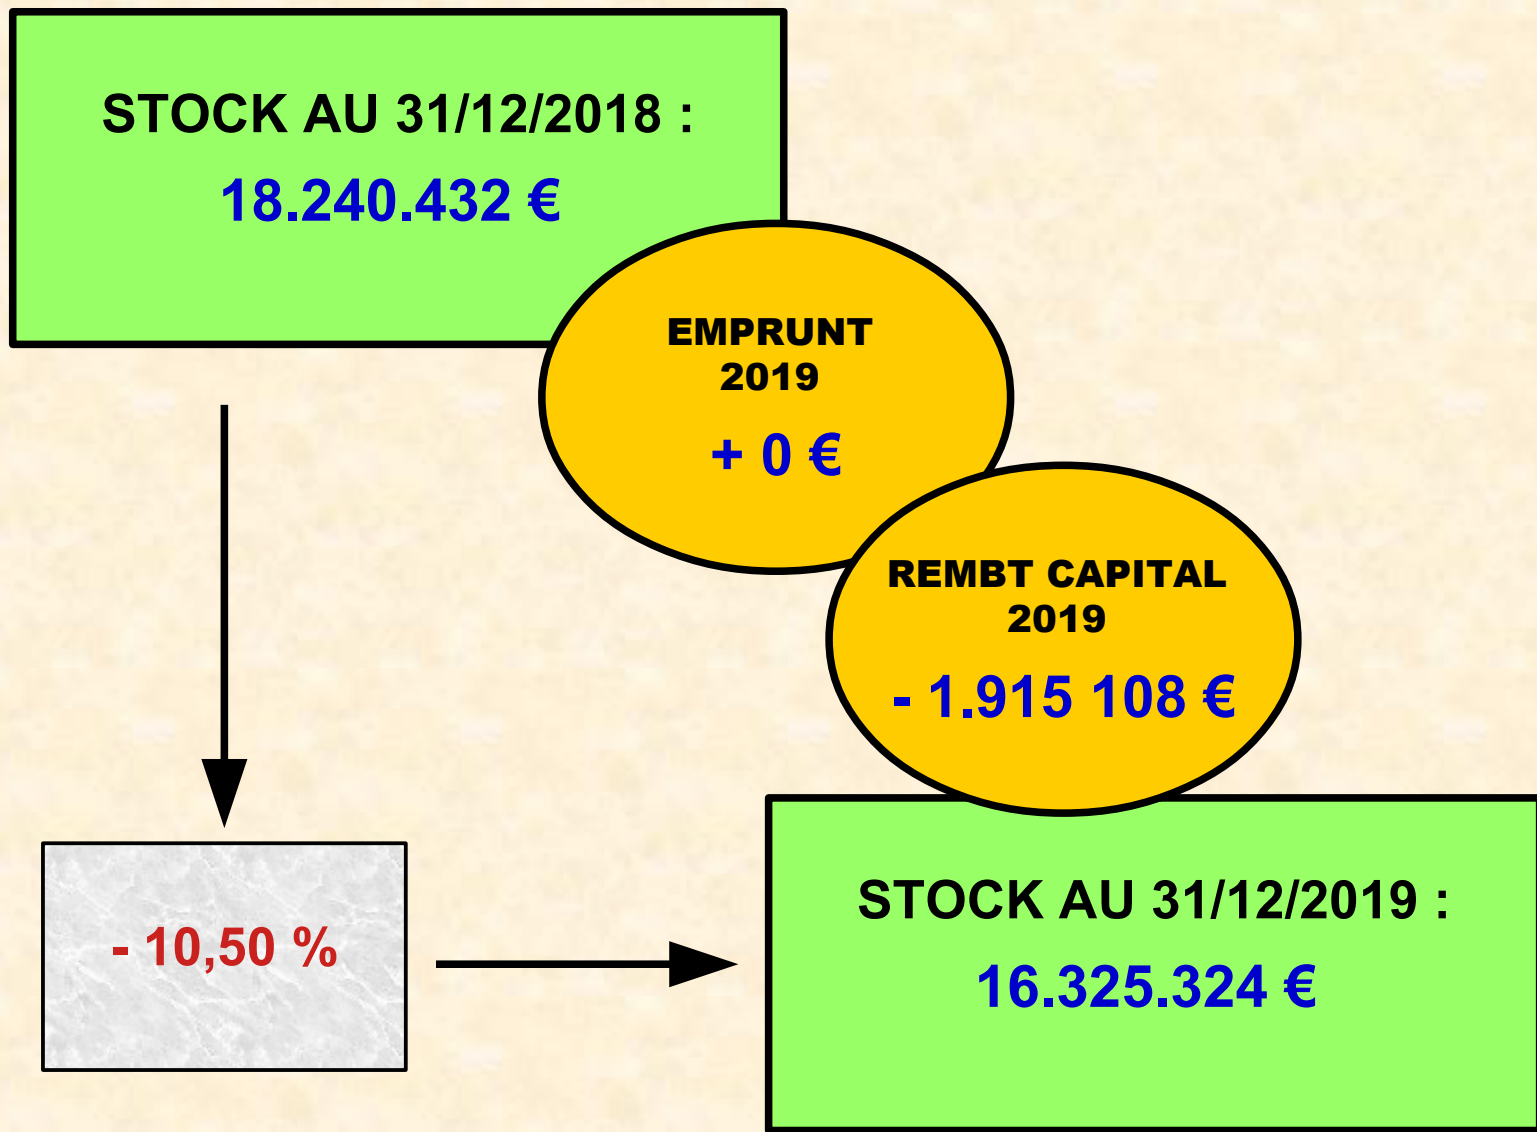 STOCK AU 31/12/2018 :
18.240.432 €
EMPRUNT
2019
+ 0 €
REMBT CAPITAL
2019
- 1.915 108 €
- 10,50 %
STOCK AU 31/12/2019 :
16.325.324 €